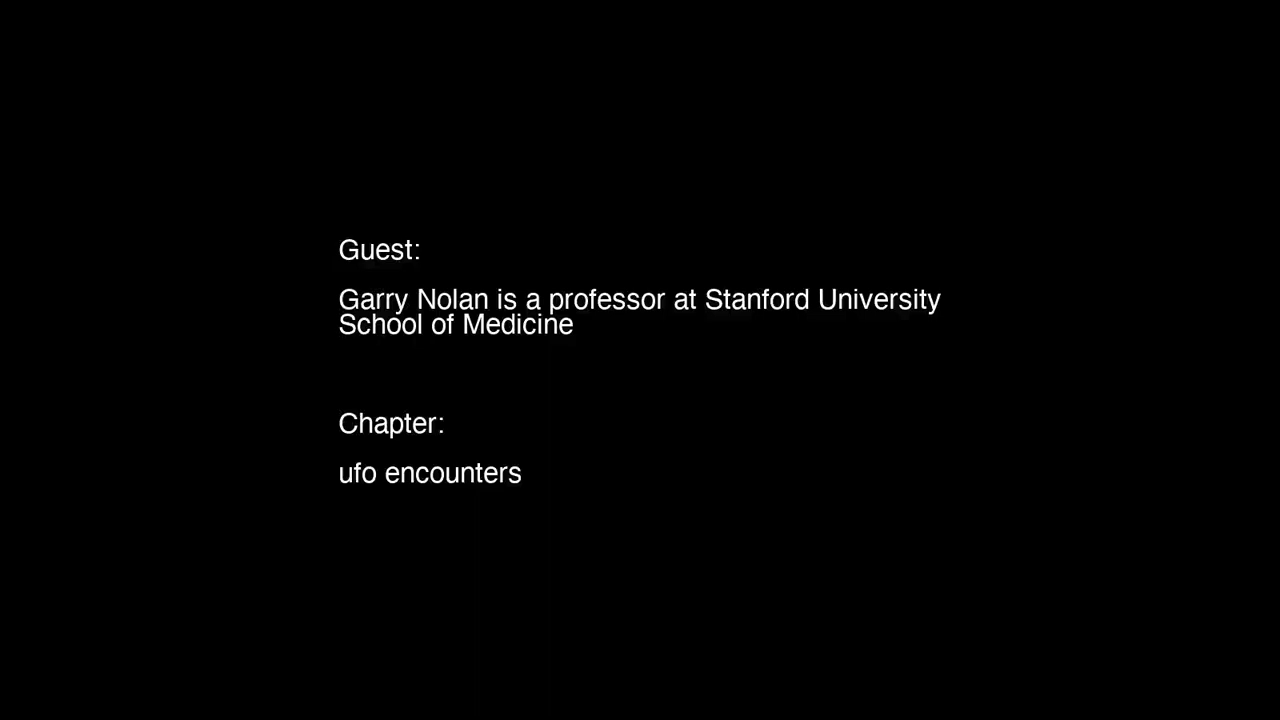 Guest:
Garry Nolan is a professor at Stanford University
School of Medicine
Chapter:
ufo encounters